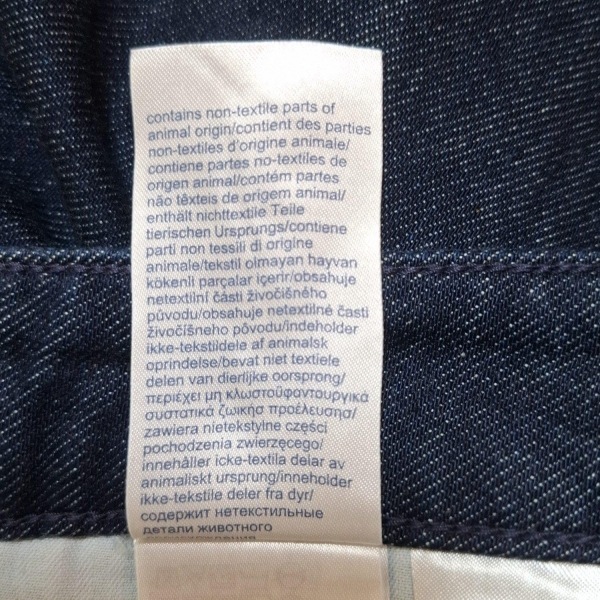 contains non-textile parts of
animal origin/contient des parties
non-textiles d'origine animale/
contiene partes no-textiles de
origen animal/contém partes
não têxteis de origem animal/
enthält nichttextile Teile
tierischen Ursprungs/contiene
parti non tessili di origine
animale/tekstil olmayan hayvan
kökenli parçalar içerir/obsahuje
netextilní části živočišného
původu/obsahuje netextilné časti
živočíšneho pôvodu/indeholder
ikke-tekstildele af animalsk
oprindelse/bevat niet textiele
delen van dierlijke oorsprong/
περιέχει μη κλωστοϋφαντουργικά
συστατικά ζωικήσ προέλευσησ/
zawiera nietekstylne części
pochodzenia zwierzęcego/
innehåller icke-textila delar av
animaliskt ursprung/inneholder
ikke-tekstile deler fra dyr/
содержит нетекстильные
детали животного